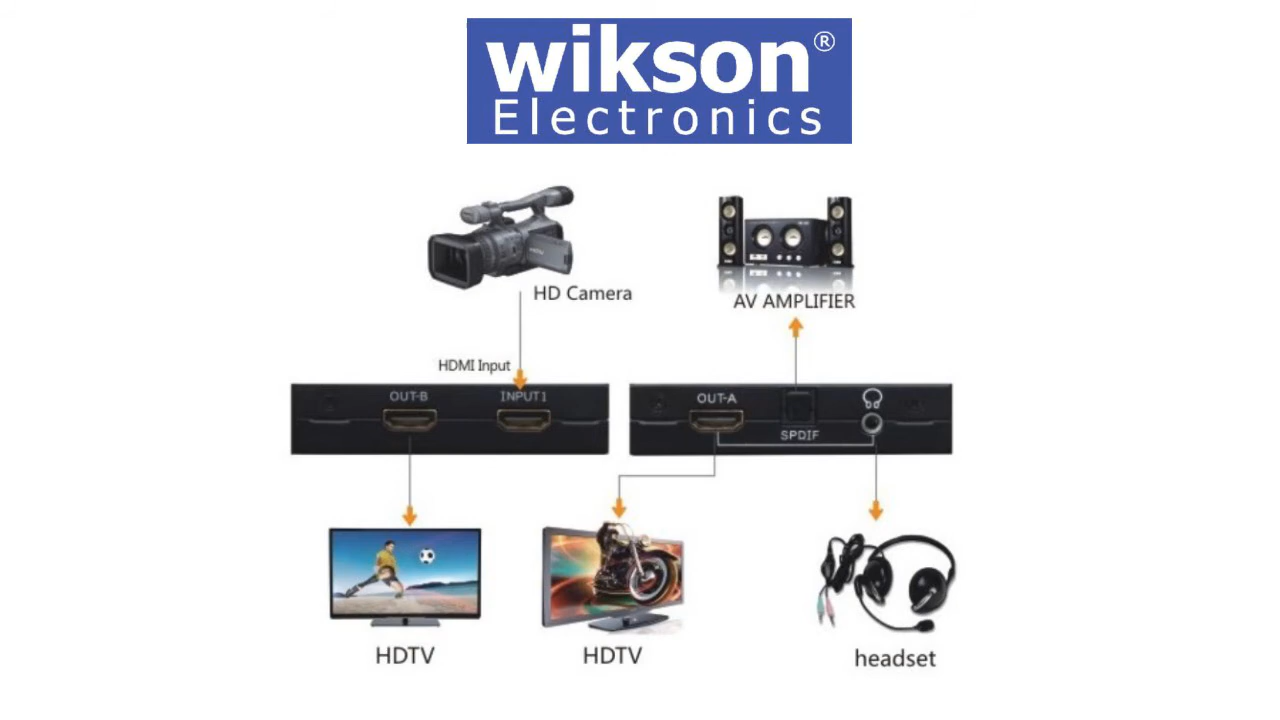 wikson®
Electronics
HD Camera
AV AMPLIFIER
HDMI Input
OUT-B
INPUT1
OUT-A
SPDIF
HDTV
HDTV
headset